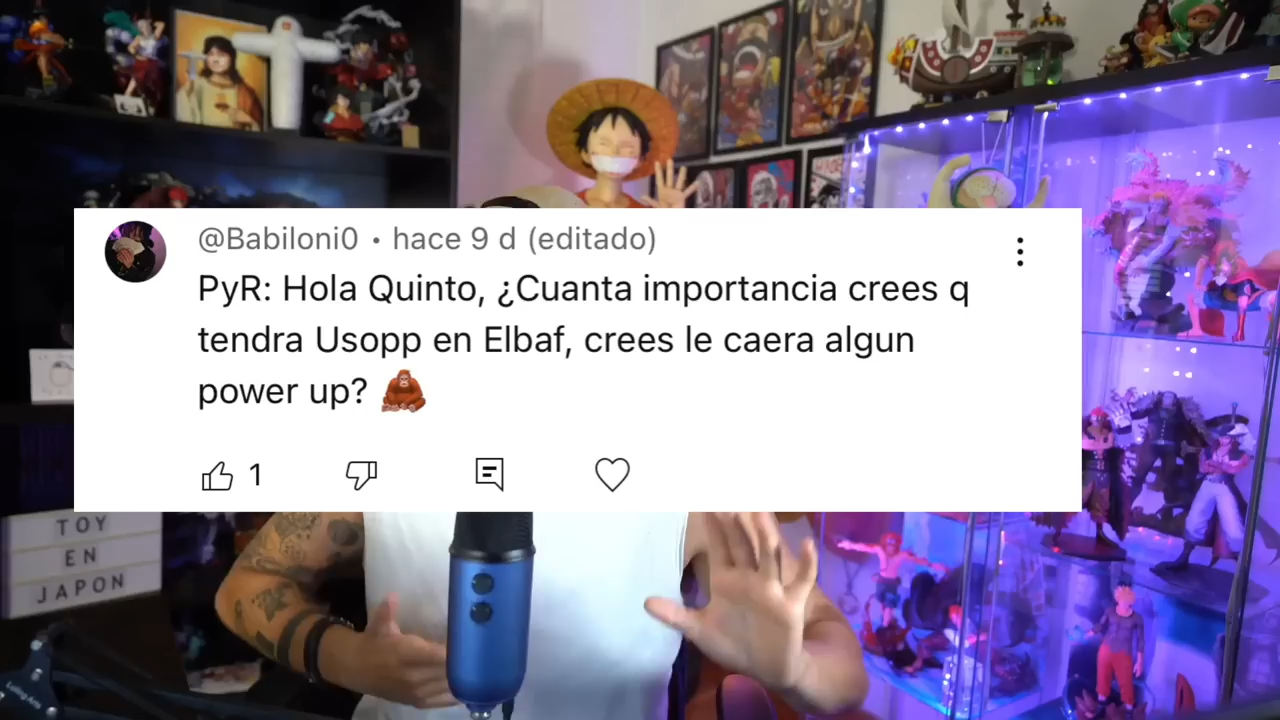 @Babiloni0 • hace 9 d (editado)
PyR: Hola Quinto, ¿Cuanta importancia crees q
tendra Usopp en Elbaf, crees le caera algun
power up? 🦧
1
TOY
EN
JAPON